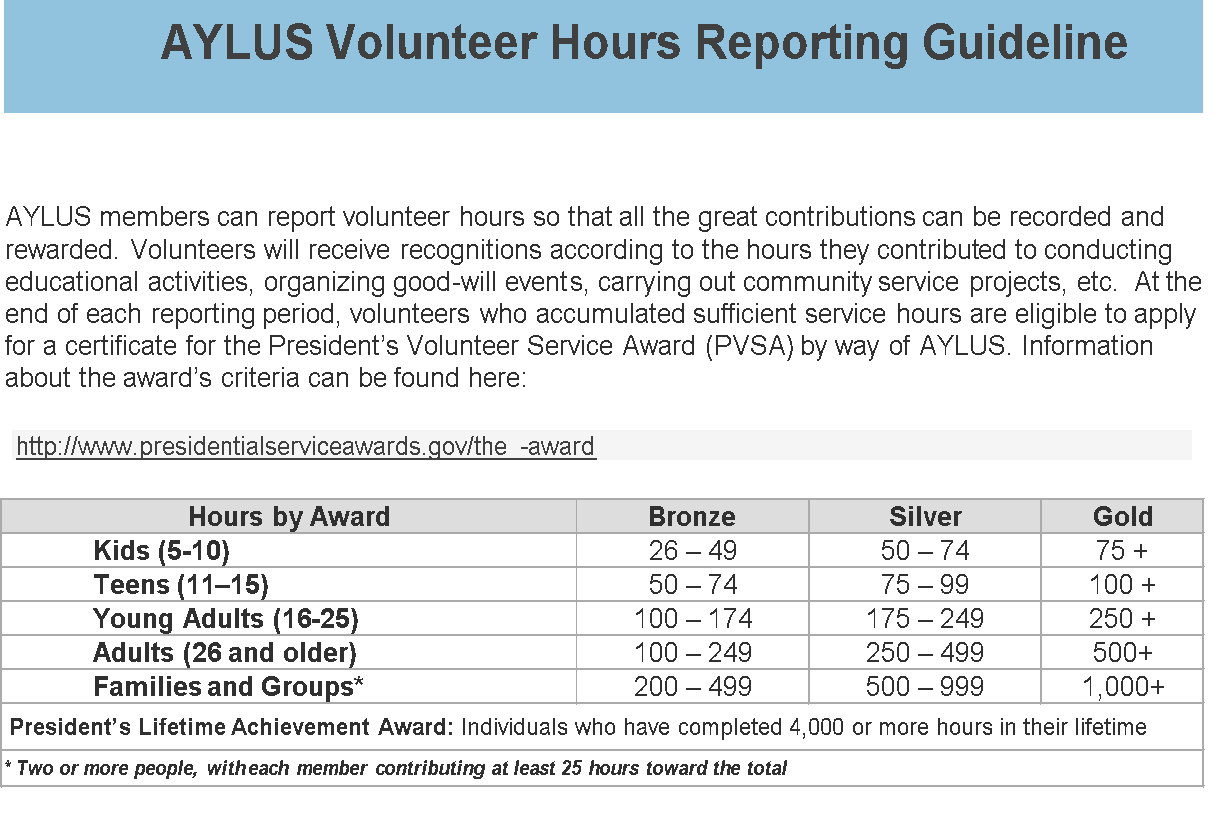 AYLUS Volunteer Hours Reporting Guideline
AYLUS members can report volunteer hours so that all the great contributions can be recorded and
rewarded. Volunteers will receive recognitions according to the hours they contributed to conducting
educational activities, organizing good-will events, carrying out community service projects, etc. At the
end of each reporting period, volunteers who accumulated sufficient service hours are eligible to apply
for a certificate for the President’s Volunteer Service Award (PVSA) by way of AYLUS. Information
about the award’s criteria can be found here:
http://www.presidentialserviceawards.gov/the -award
Hours by Award Bronze Silver Gold
Kids (5-10) 26 – 49 50 – 74 75 +
Teens (11–15) 50 – 74 75 – 99 100 +
Young Adults (16-25) 100 – 174 175 – 249 250 +
Adults (26 and older) 100 – 249 250 – 499 500+
Families and Groups* 200 – 499 500 – 999 1,000+
President’s Lifetime Achievement Award: Individuals who have completed 4,000 or more hours in their lifetime
* Two or more people, with each member contributing at least 25 hours toward the total